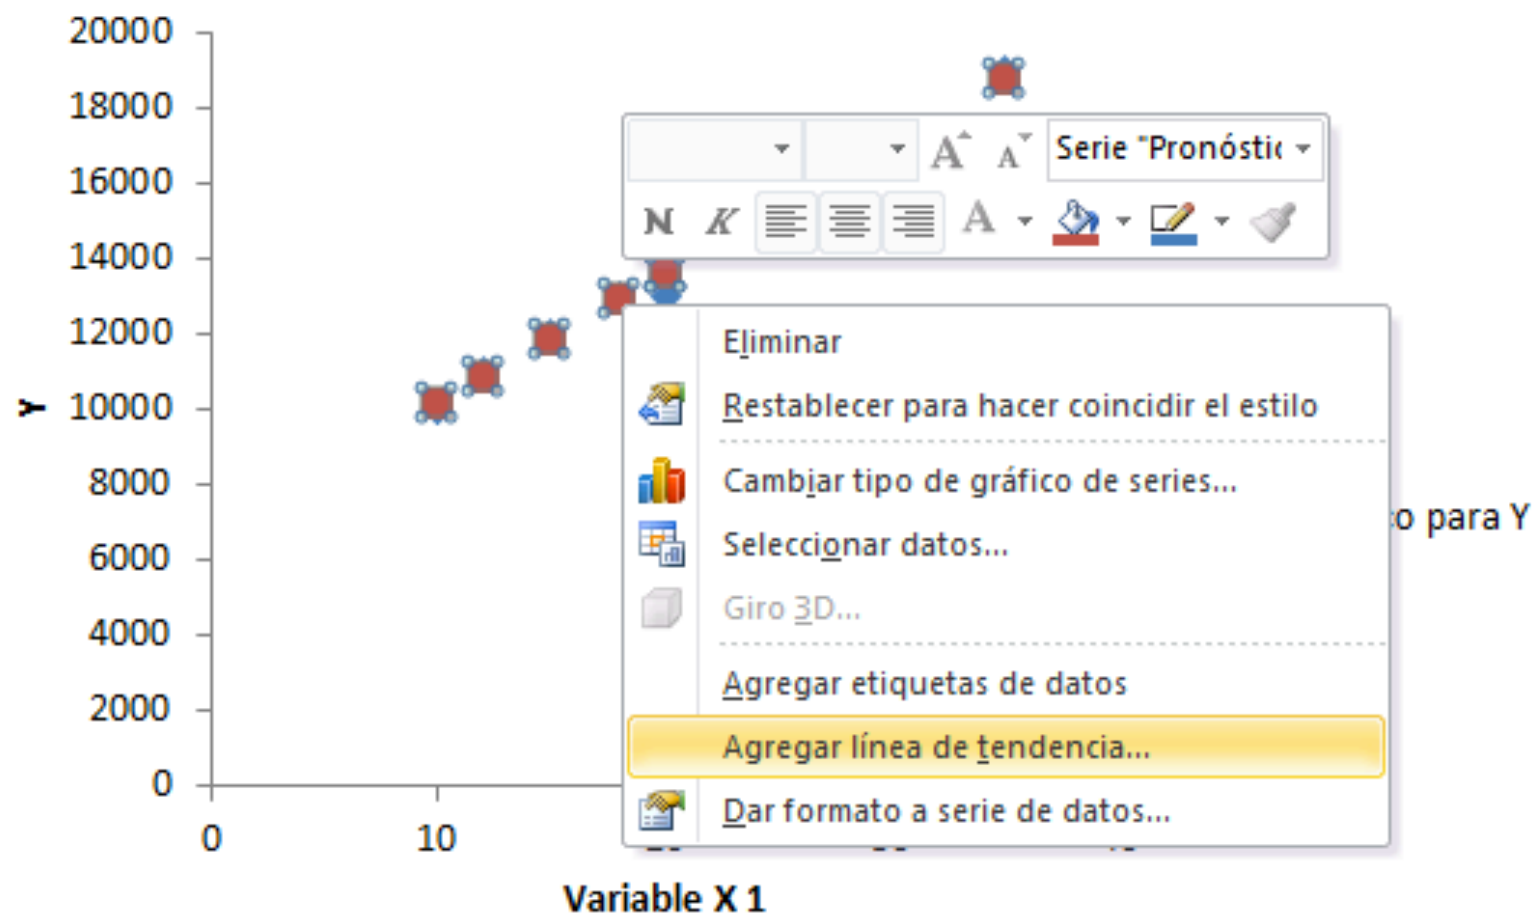 20000
18000
16000
14000
12000
10000
8000
6000
4000
2000
0
Y
0
10
Variable X 1
Serie "Pronóstic
A A
N K A
Eliminar
Restablecer para hacer coincidir el estilo
Cambiar tipo de gráfico de series...
Seleccionar datos...
Giro 3D...
Agregar etiquetas de datos
Agregar línea de tendencia...
Dar formato a serie de datos...
o para Y